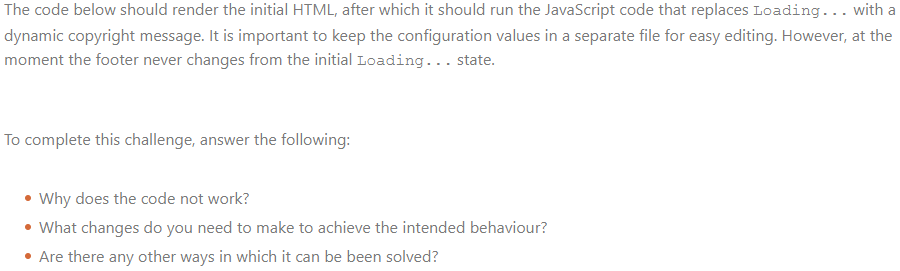 The code below should render the initial HTML, after which it should run the JavaScript code that replaces Loading... with a
dynamic copyright message. It is important to keep the configuration values in a separate file for easy editing. However, at the
moment the footer never changes from the initial Loading... state.
To complete this challenge, answer the following:
• Why does the code not work?
• What changes do you need to make to achieve the intended behaviour?
• Are there any other ways in which it can be been solved?